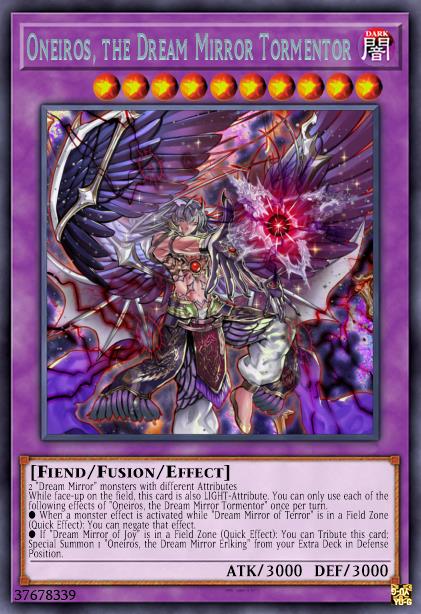 ONEIROS, THE DREAM MIRROR TORMENTOR
DARK
闇
[FIEND/FUSION/EFFECT]
2 "Dream Mirror" monsters with different Attributes
While face-up on the field, this card is also LIGHT-Attribute. You can only use each of the
following effects of "Oneiros, the Dream Mirror Tormentor" once per turn.
● When a monster effect is activated while "Dream Mirror of Terror" is in a Field Zone
(Quick Effect): You can negate that effect.
● If "Dream Mirror of Joy" is in a Field Zone (Quick Effect): You can Tribute this card;
Special Summon 1 "Oneiros, the Dream Mirror Erlking" from your Extra Deck in Defense
Position.
ATK/3000 DEF/3000
37678339